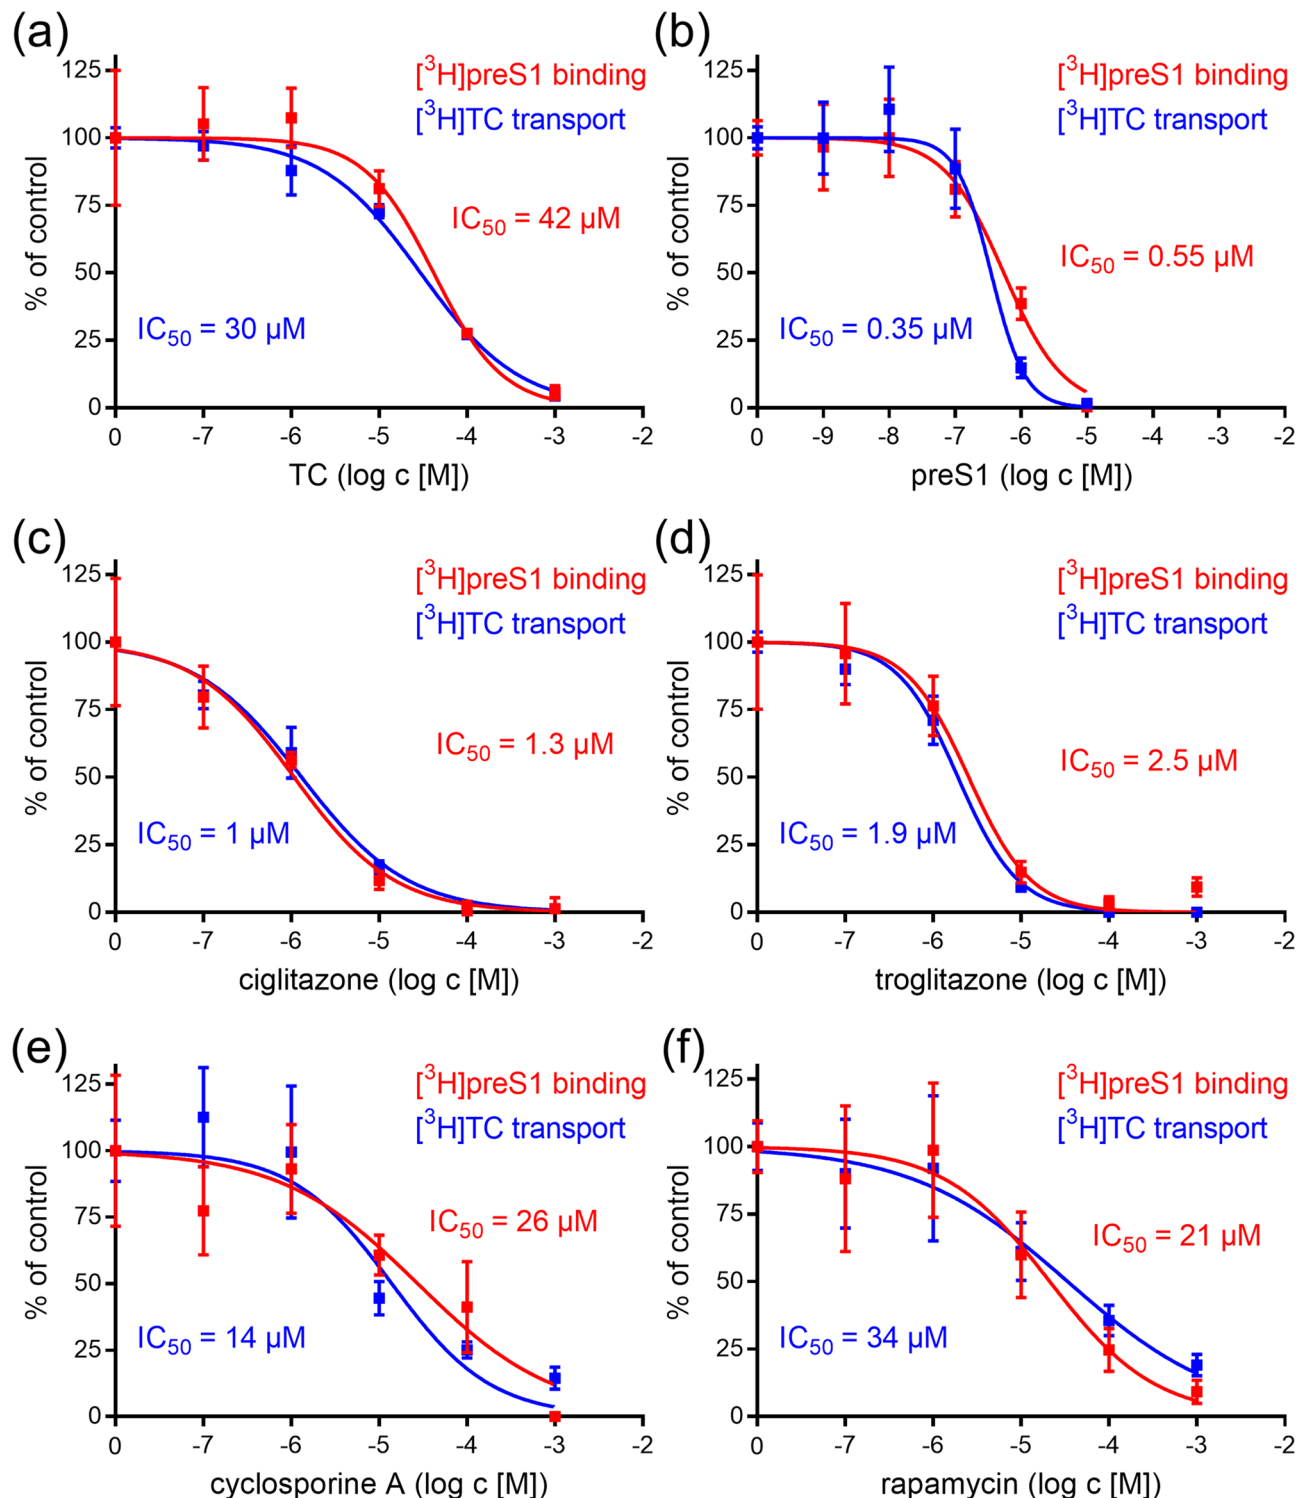 (a)
125
100
75
50
25
0
% of control
[³H]preS1 binding
[³H]TC transport
IC₅₀ = 42 µM
IC₅₀ = 30 µM
0 -7 -6 -5 -4 -3 -2
TC (log c [M])
(b)
125
100
75
50
25
0
% of control
[³H]preS1 binding
[³H]TC transport
IC₅₀ = 0.55 µM
IC₅₀ = 0.35 µM
0 -9 -8 -7 -6 -5 -4 -3 -2
preS1 (log c [M])
(c)
125
100
75
50
25
0
% of control
[³H]preS1 binding
[³H]TC transport
IC₅₀ = 1.3 µM
IC₅₀ = 1 µM
0 -7 -6 -5 -4 -3 -2
ciglitazone (log c [M])
(d)
125
100
75
50
25
0
% of control
[³H]preS1 binding
[³H]TC transport
IC₅₀ = 2.5 µM
IC₅₀ = 1.9 µM
0 -7 -6 -5 -4 -3 -2
troglitazone (log c [M])
(e)
125
100
75
50
25
0
% of control
[³H]preS1 binding
[³H]TC transport
IC₅₀ = 26 µM
IC₅₀ = 14 µM
0 -7 -6 -5 -4 -3 -2
cyclosporine A (log c [M])
(f)
125
100
75
50
25
0
% of control
[³H]preS1 binding
[³H]TC transport
IC₅₀ = 21 µM
IC₅₀ = 34 µM
0 -7 -6 -5 -4 -3 -2
rapamycin (log c [M])